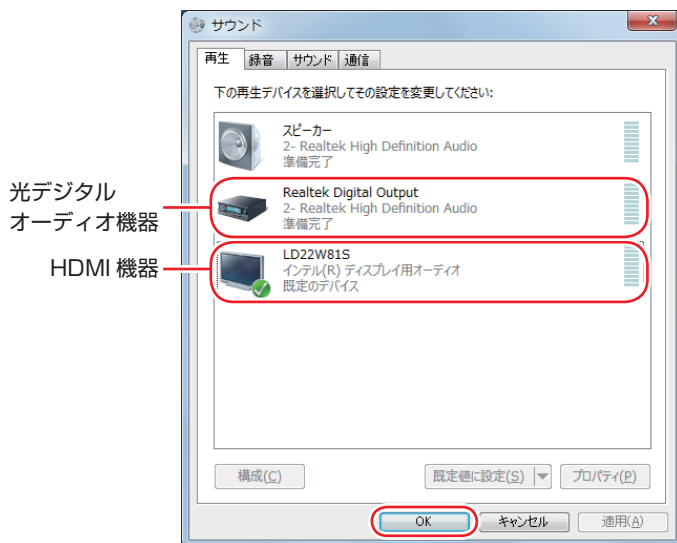 サウンド
再生 録音 サウンド 通信
下の再生デバイスを選択してその設定を変更してください:
スピーカー
2- Realtek High Definition Audio
準備完了
光デジタル
オーディオ機器
Realtek Digital Output
2- Realtek High Definition Audio
準備完了
HDMI 機器
LD22W81S
インテル(R) ディスプレイ用オーディオ
既定のデバイス
構成(C) 既定値に設定(S) プロパティ(P)
OK キャンセル 適用(A)